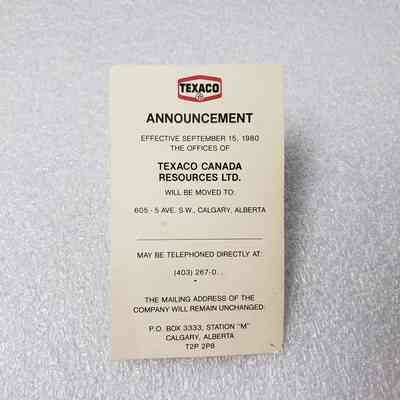 TEXACO
ANNOUNCEMENT
EFFECTIVE SEPTEMBER 15, 1980
THE OFFICES OF
TEXACO CANADA
RESOURCES LTD.
WILL BE MOVED TO:
605 - 5 AVE. S.W., CALGARY, ALBERTA
MAY BE TELEPHONED DIRECTLY AT:
(403) 267-0. .
THE MAILING ADDRESS OF THE
COMPANY WILL REMAIN UNCHANGED:
P.O. BOX 3333, STATION "M"
CALGARY, ALBERTA
T2P 2P8